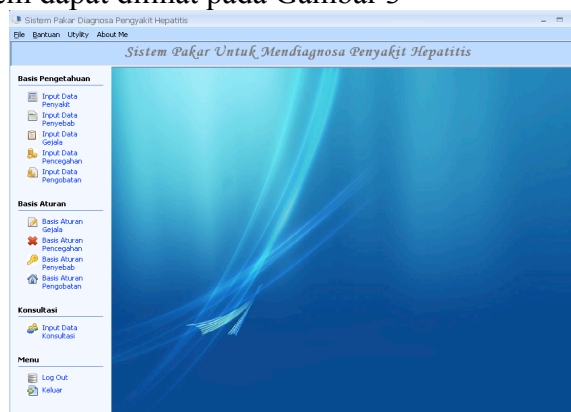 dapat dilihat pada Gambar 3
Sistem Pakar Diagnosa Pengyakit Hepatitis
File Bantuan Utylity About Me
Sistem Pakar Untuk Mendiagnosa Penyakit Hepatitis
Basis Pengetahuan
Input Data
Penyakit
Input Data
Penyebab
Input Data
Gejala
Input Data
Pencegahan
Input Data
Pengobatan
Basis Aturan
Basis Aturan
Gejala
Basis Aturan
Pencegahan
Basis Aturan
Penyebab
Basis Aturan
Pengobatan
Konsultasi
Input Data
Konsultasi
Menu
Log Out
Keluar